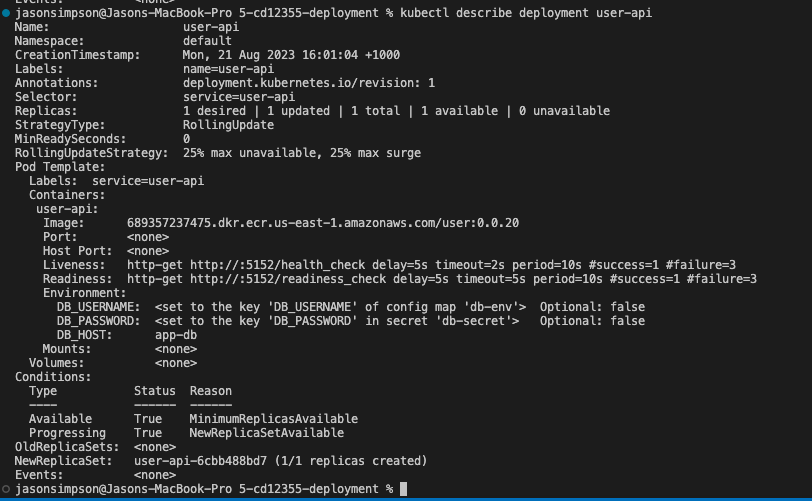 jasonsimpson@Jasons-MacBook-Pro 5-cd12355-deployment % kubectl describe deployment user-api
Name:                   user-api
Namespace:              default
CreationTimestamp:      Mon, 21 Aug 2023 16:01:04 +1000
Labels:                 name=user-api
Annotations:            deployment.kubernetes.io/revision: 1
Selector:               service=user-api
Replicas:               1 desired | 1 updated | 1 total | 1 available | 0 unavailable
StrategyType:           RollingUpdate
MinReadySeconds:        0
RollingUpdateStrategy:  25% max unavailable, 25% max surge
Pod Template:
  Labels:  service=user-api
  Containers:
   user-api:
    Image:      689357237475.dkr.ecr.us-east-1.amazonaws.com/user:0.0.20
    Port:       <none>
    Host Port:  <none>
    Liveness:   http-get http://:5152/health_check delay=5s timeout=2s period=10s #success=1 #failure=3
    Readiness:  http-get http://:5152/readiness_check delay=5s timeout=5s period=10s #success=1 #failure=3
    Environment:
      DB_USERNAME:  <set to the key 'DB_USERNAME' of config map 'db-env'>  Optional: false
      DB_PASSWORD:  <set to the key 'DB_PASSWORD' in secret 'db-secret'>   Optional: false
      DB_HOST:      app-db
    Mounts:         <none>
  Volumes:          <none>
Conditions:
  Type           Status  Reason
  ----           ------  ------
  Available      True    MinimumReplicasAvailable
  Progressing    True    NewReplicaSetAvailable
OldReplicaSets:  <none>
NewReplicaSet:   user-api-6cbb488bd7 (1/1 replicas created)
Events:          <none>
jasonsimpson@Jasons-MacBook-Pro 5-cd12355-deployment %